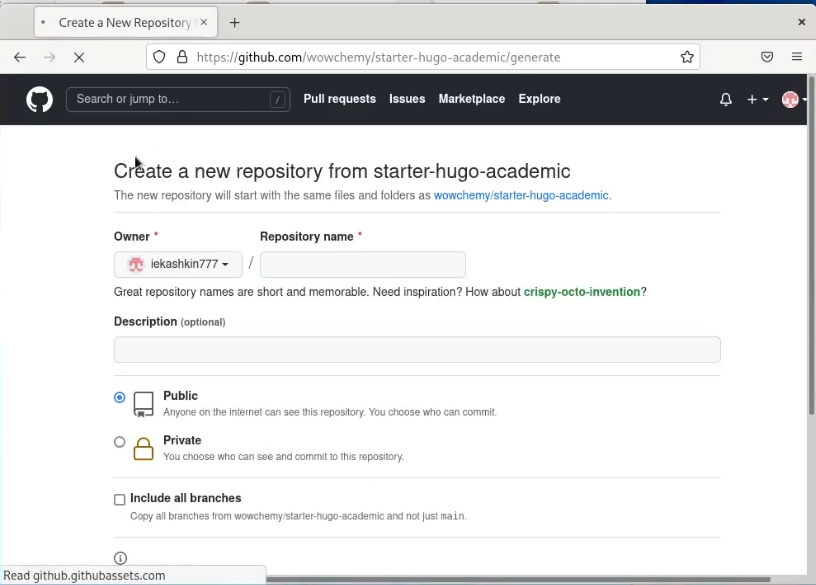 Create a New Repository
https://github.com/wowchemy/starter-hugo-academic/generate
Search or jump to… /
Pull requests Issues Marketplace Explore
Create a new repository from starter-hugo-academic
The new repository will start with the same files and folders as wowchemy/starter-hugo-academic.
Owner * Repository name *
iekashkin777 /
Great repository names are short and memorable. Need inspiration? How about crispy-octo-invention?
Description (optional)
Public
Anyone on the internet can see this repository. You choose who can commit.
Private
You choose who can see and commit to this repository.
Include all branches
Copy all branches from wowchemy/starter-hugo-academic and not just main.
Read github.githubassets.com